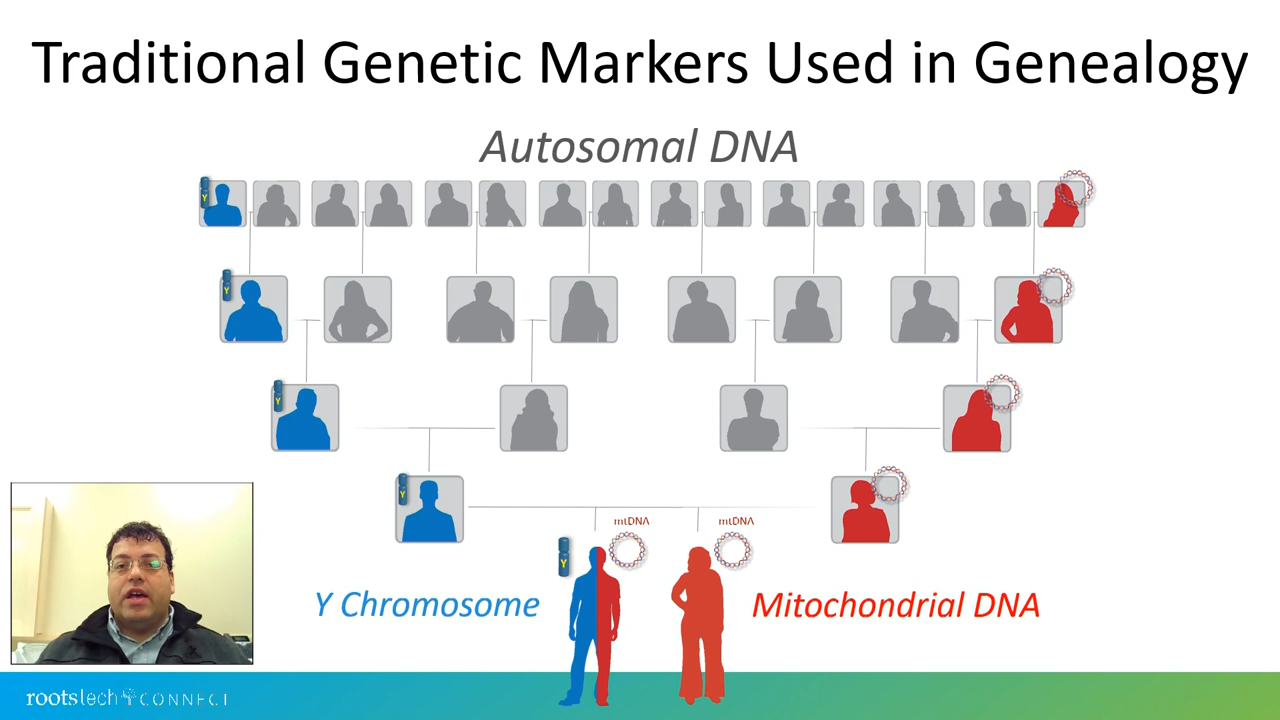 Traditional Genetic Markers Used in Genealogy
Autosomal DNA
Y
Y
Y
Y
mtDNA
mtDNA
Y
Y Chromosome
Mitochondrial DNA
rootstech CONNECT